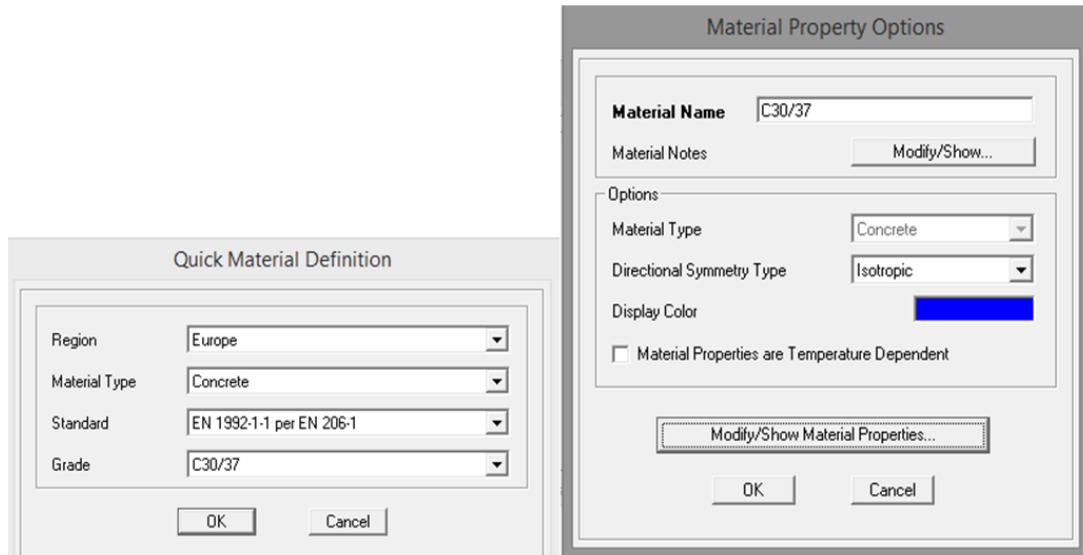 Quick Material Definition
Region Europe
Material Type Concrete
Standard EN 1992-1-1 per EN 206-1
Grade C30/37
OK Cancel
Material Property Options
Material Name C30/37
Material Notes Modify/Show...
Options
Material Type Concrete
Directional Symmetry Type Isotropic
Display Color
Material Properties are Temperature Dependent
Modify/Show Material Properties...
OK Cancel